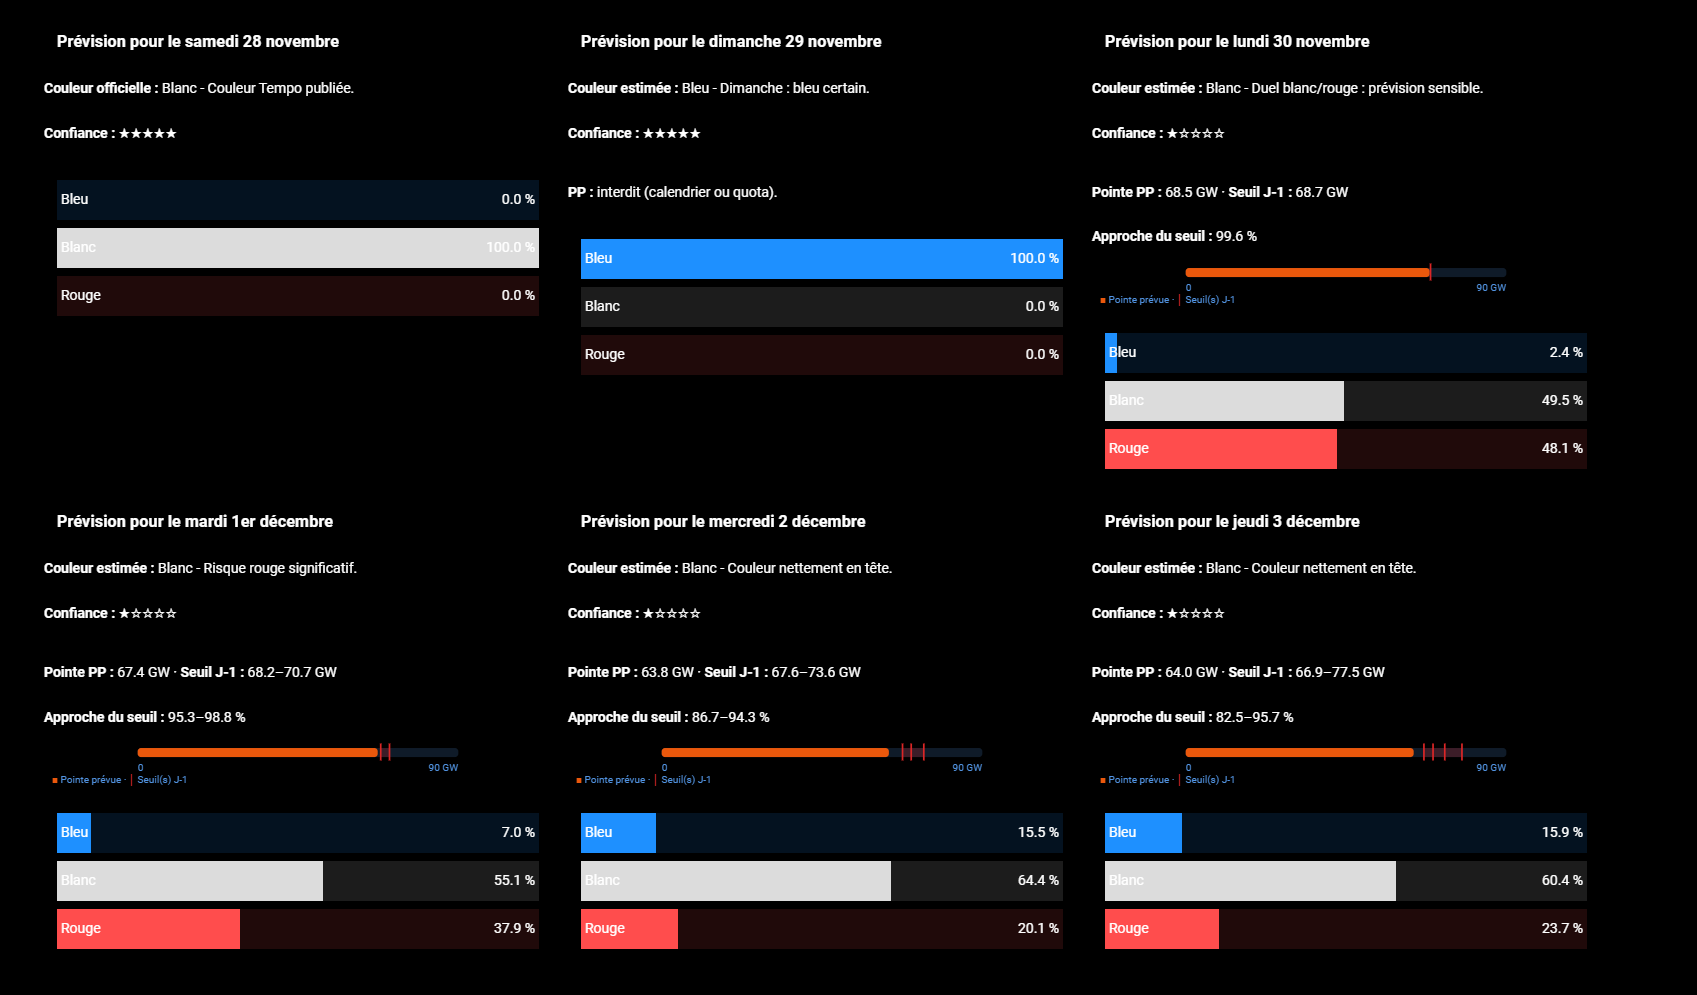 Prévision pour le samedi 28 novembre
Couleur officielle : Blanc - Couleur Tempo publiée.
Confiance : ★★★★★
Bleu 0.0 %
Blanc 100.0 %
Rouge 0.0 %
Prévision pour le dimanche 29 novembre
Couleur estimée : Bleu - Dimanche : bleu certain.
Confiance : ★★★★★
PP : interdit (calendrier ou quota).
Bleu 100.0 %
Blanc 0.0 %
Rouge 0.0 %
Prévision pour le lundi 30 novembre
Couleur estimée : Blanc - Duel blanc/rouge : prévision sensible.
Confiance : ★☆☆☆☆
Pointe PP : 68.5 GW · Seuil J-1 : 68.7 GW
Approche du seuil : 99.6 %
0 90 GW
■ Pointe prévue · | Seuil(s) J-1
Bleu 2.4 %
Blanc 49.5 %
Rouge 48.1 %
Prévision pour le mardi 1er décembre
Couleur estimée : Blanc - Risque rouge significatif.
Confiance : ★☆☆☆☆
Pointe PP : 67.4 GW · Seuil J-1 : 68.2–70.7 GW
Approche du seuil : 95.3–98.8 %
0 90 GW
■ Pointe prévue · | Seuil(s) J-1
Bleu 7.0 %
Blanc 55.1 %
Rouge 37.9 %
Prévision pour le mercredi 2 décembre
Couleur estimée : Blanc - Couleur nettement en tête.
Confiance : ★☆☆☆☆
Pointe PP : 63.8 GW · Seuil J-1 : 67.6–73.6 GW
Approche du seuil : 86.7–94.3 %
0 90 GW
■ Pointe prévue · | Seuil(s) J-1
Bleu 15.5 %
Blanc 64.4 %
Rouge 20.1 %
Prévision pour le jeudi 3 décembre
Couleur estimée : Blanc - Couleur nettement en tête.
Confiance : ★☆☆☆☆
Pointe PP : 64.0 GW · Seuil J-1 : 66.9–77.5 GW
Approche du seuil : 82.5–95.7 %
0 90 GW
■ Pointe prévue · | Seuil(s) J-1
Bleu 15.9 %
Blanc 60.4 %
Rouge 23.7 %